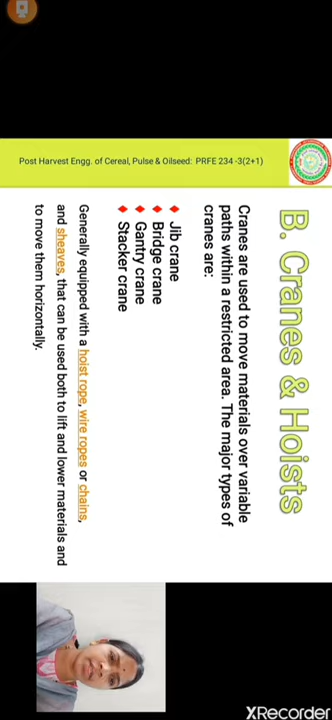 Post Harvest Engg. of Cereal, Pulse & Oilseed: PRFE 234 -3(2+1)
B. Cranes & Hoists
Cranes are used to move materials over variable
paths within a restricted area. The major types of
cranes are:
Jib crane
Bridge crane
Gantry crane
Stacker crane
Generally equipped with a hoist rope, wire ropes or chains,
and sheaves, that can be used both to lift and lower materials and
to move them horizontally.
XRecorder